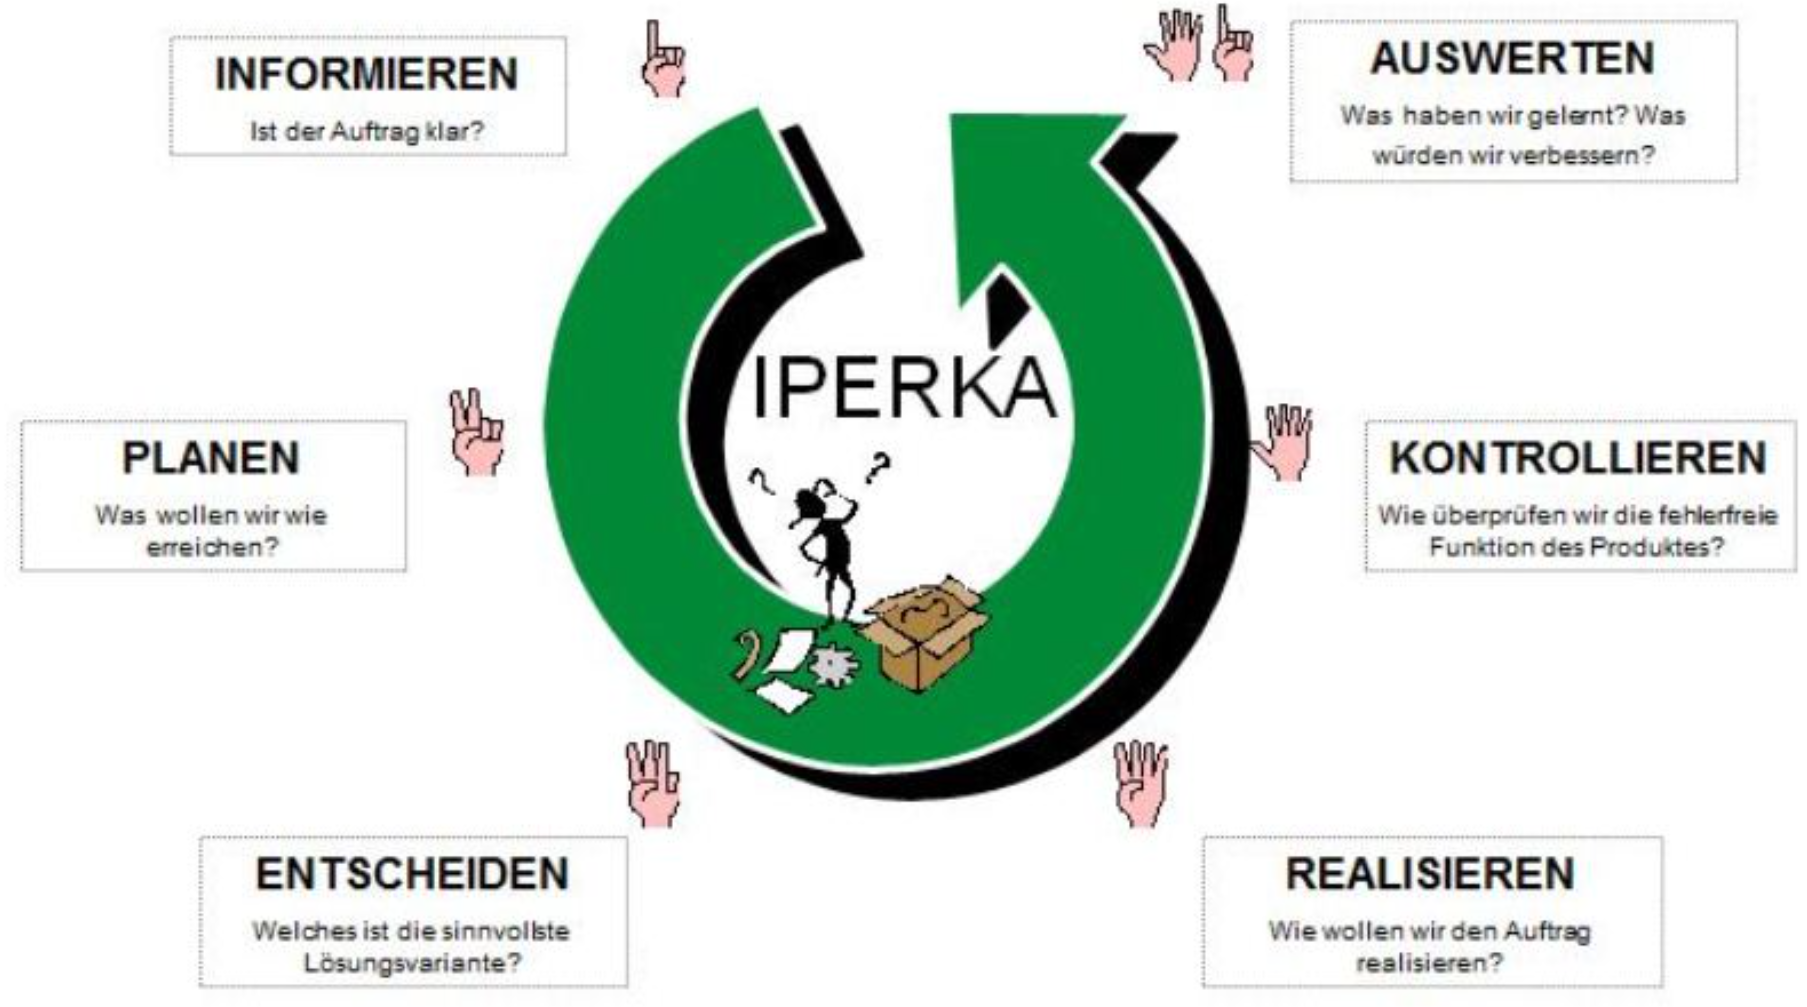 INFORMIEREN
Ist der Auftrag klar?
AUSWERTEN
Was haben wir gelernt? Was
würden wir verbessern?
IPERKA
?
PLANEN
Was wollen wir wie
erreichen?
KONTROLLIEREN
Wie überprüfen wir die fehlerfreie
Funktion des Produktes?
ENTSCHEIDEN
Welches ist die sinnvollste
Lösungsvariante?
REALISIEREN
Wie wollen wir den Auftrag
realisieren?